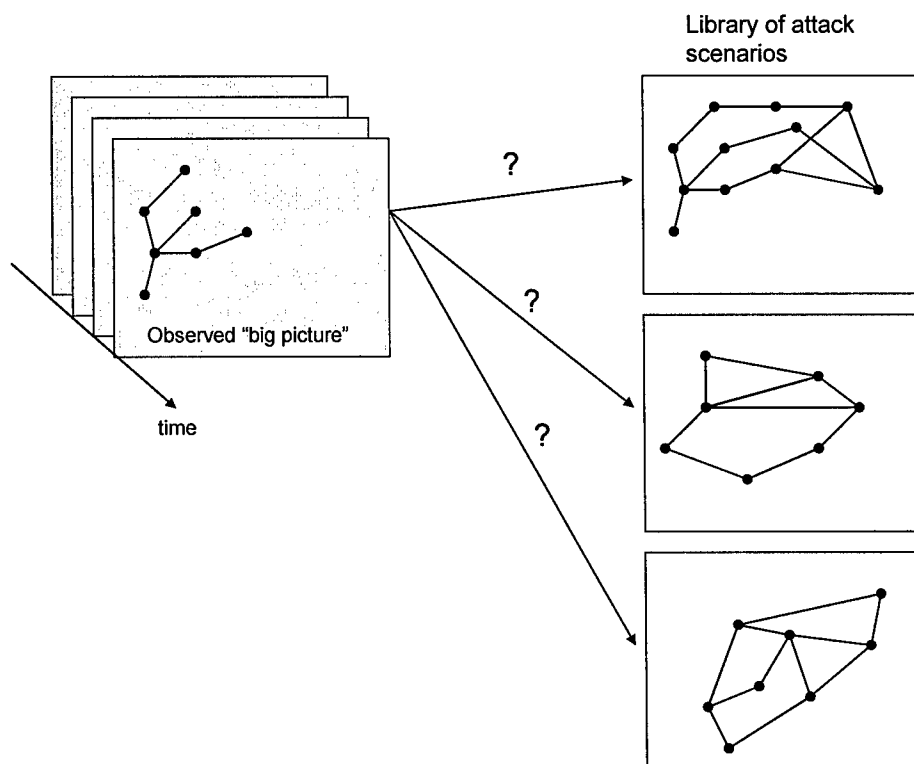 Library of attack
scenarios
?
?
?
Observed “big picture”
time